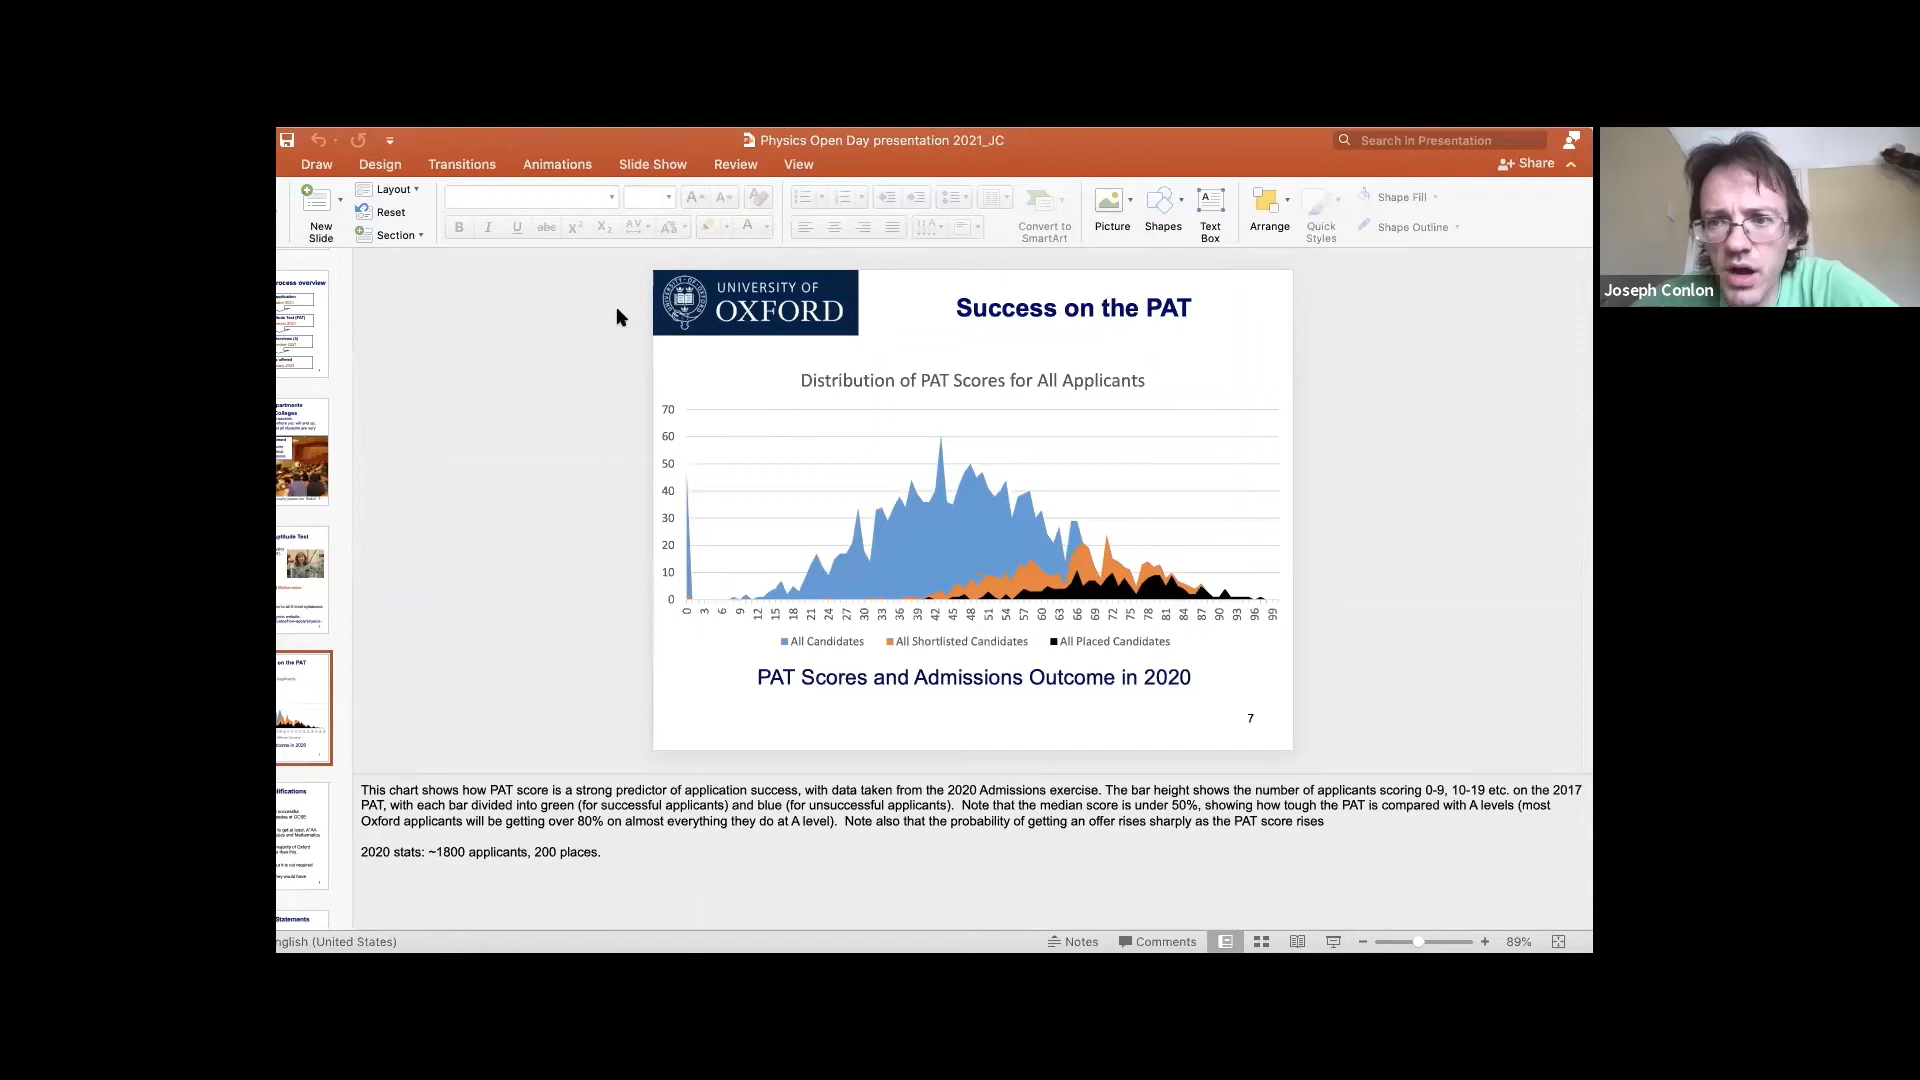 Physics Open Day presentation 2021_JC
Search in Presentation
Draw
Design
Transitions
Animations
Slide Show
Review
View
Share
New
Slide
Layout
Reset
Section
Convert to
SmartArt
Picture
Shapes
Text
Box
Arrange
Quick
Styles
Shape Fill
Shape Outline
Joseph Conlon
UNIVERSITY OF
OXFORD
Success on the PAT
Distribution of PAT Scores for All Applicants
70
60
50
40
30
20
10
0
0 3 6 9 12 15 18 21 24 27 30 33 36 39 42 45 48 51 54 57 60 63 66 69 72 75 78 81 84 87 90 93 96 99
All Candidates
All Shortlisted Candidates
All Placed Candidates
PAT Scores and Admissions Outcome in 2020
7
This chart shows how PAT score is a strong predictor of application success, with data taken from the 2020 Admissions exercise. The bar height shows the number of applicants scoring 0-9, 10-19 etc. on the 2017
PAT, with each bar divided into green (for successful applicants) and blue (for unsuccessful applicants). Note that the median score is under 50%, showing how tough the PAT is compared with A levels (most
Oxford applicants will be getting over 80% on almost everything they do at A level). Note also that the probability of getting an offer rises sharply as the PAT score rises
2020 stats: ~1800 applicants, 200 places.
nglish (United States)
Notes
Comments
89%